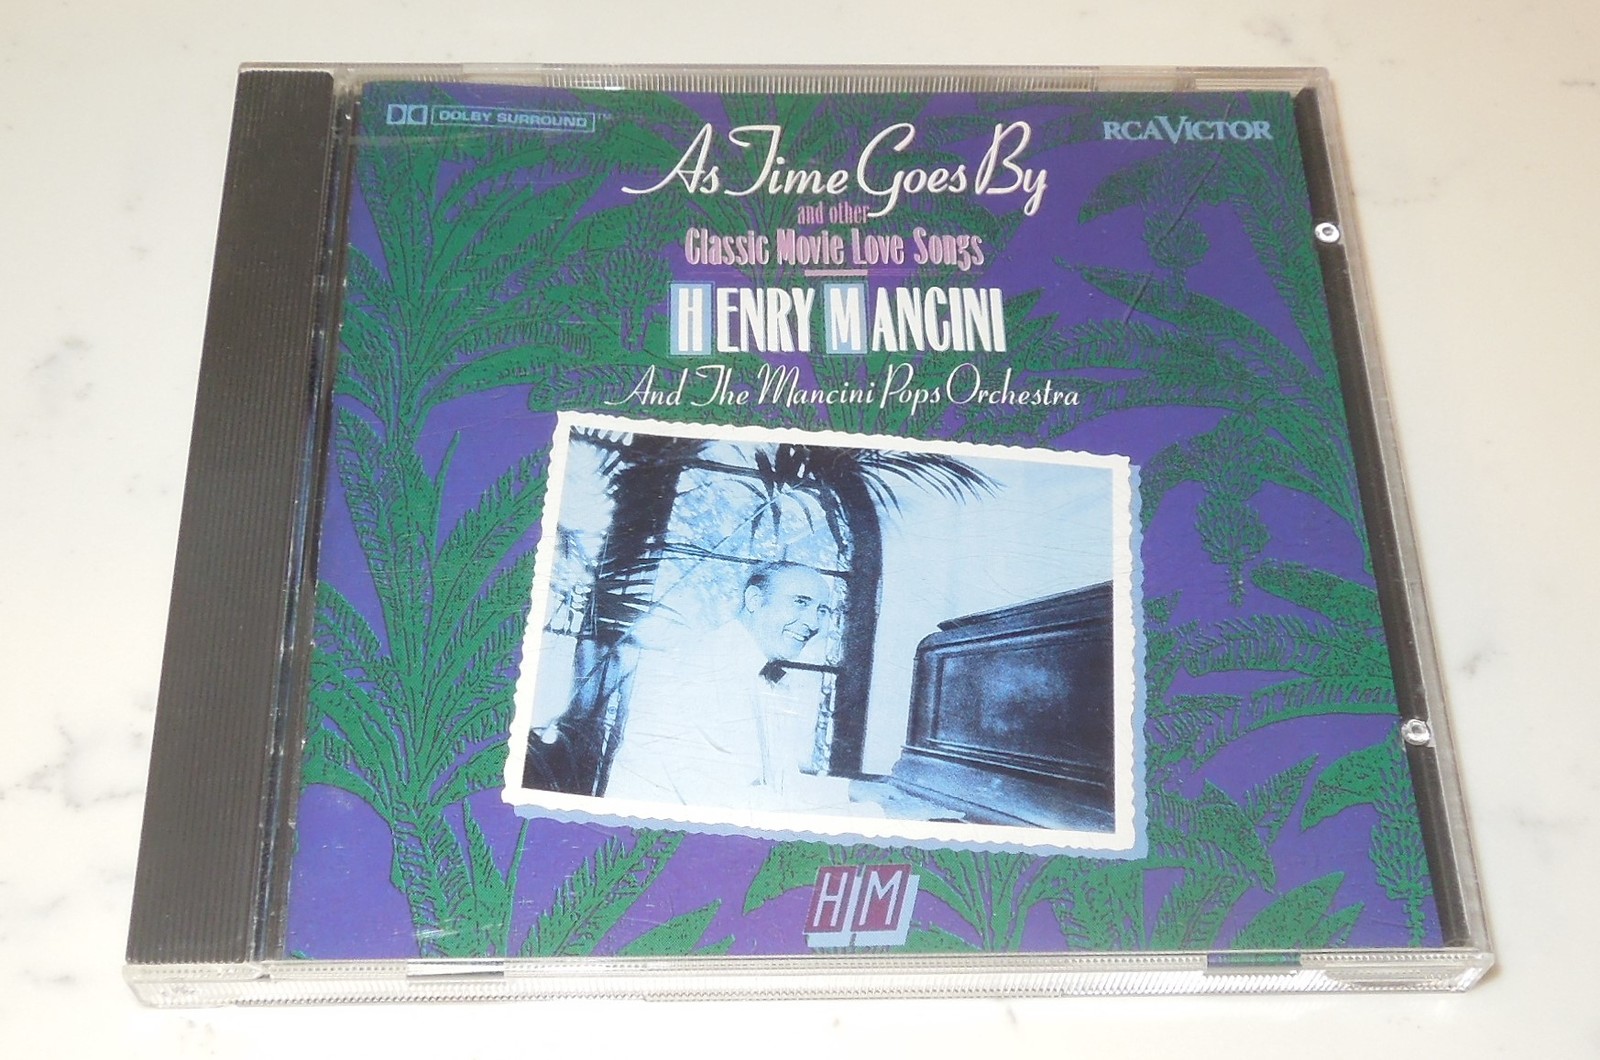 DOLBY SURROUND™
RCA VICTOR
As Time Goes By
and other
Classic Movie Love Songs
HENRY MANCINI
And The Mancini Pops Orchestra
HM